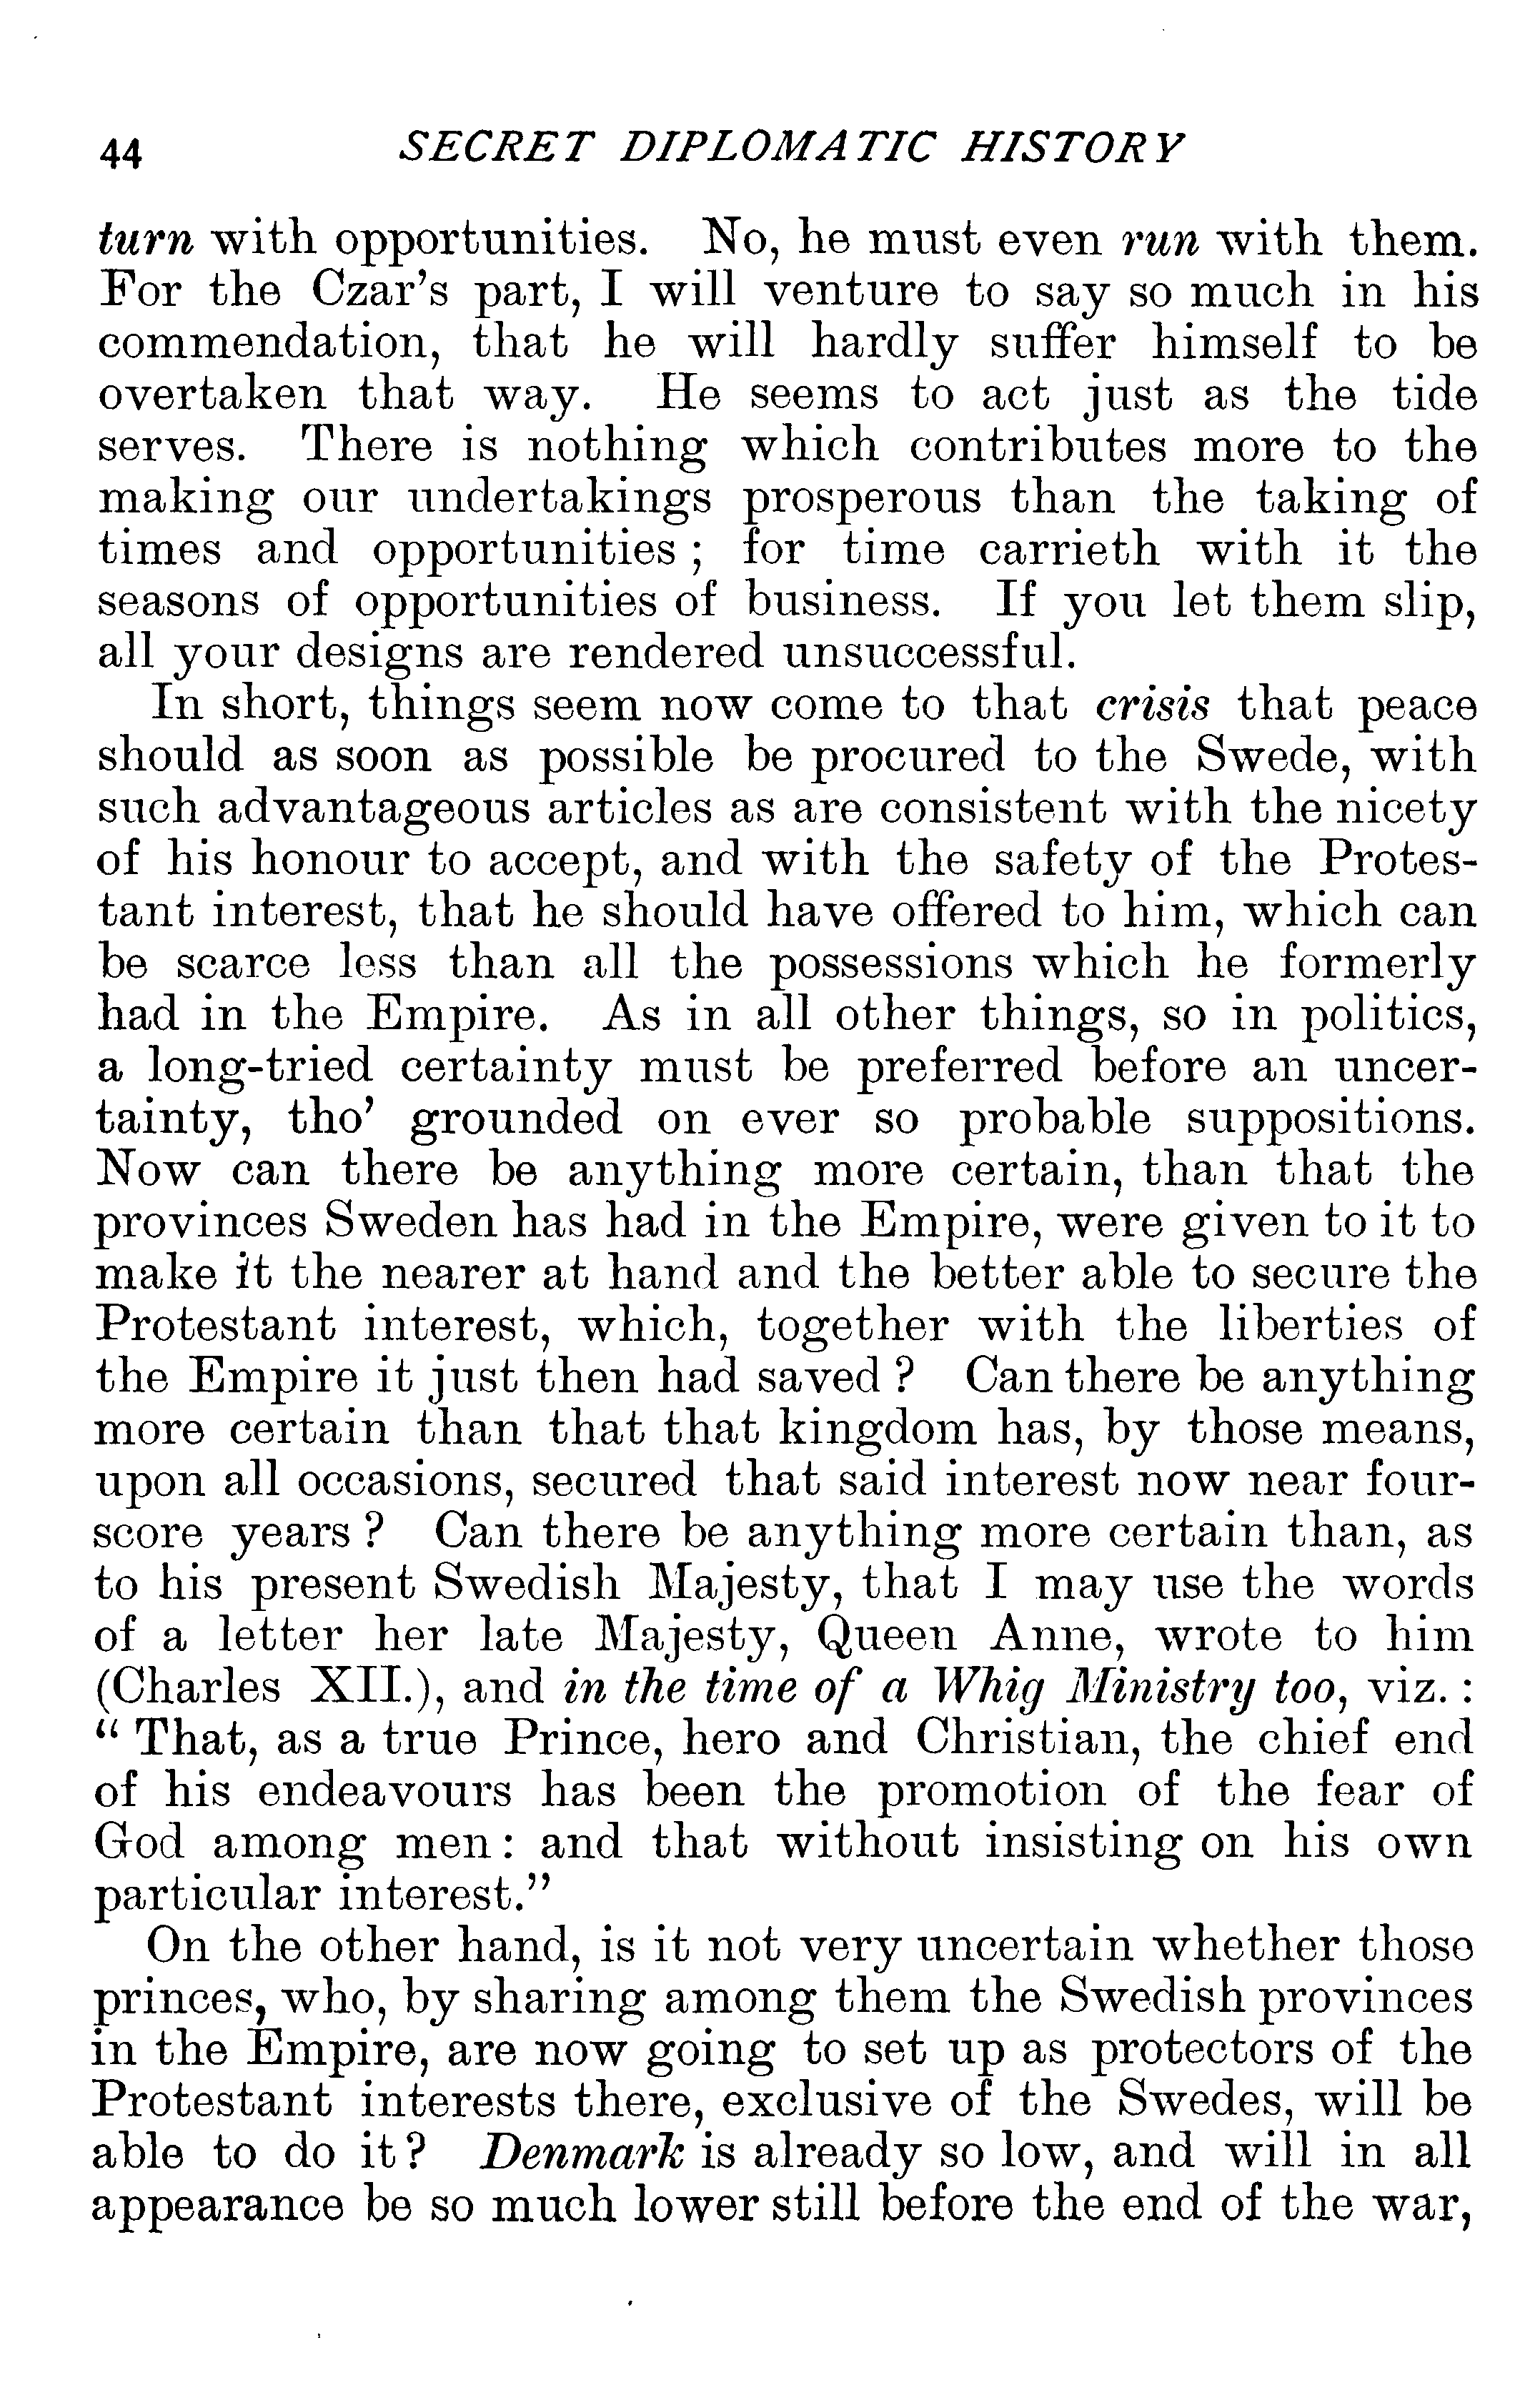 44 SECRET DIPLOMATIC HISTORY
turn with opportunities. No, he must even run with them.
For the Czar's part, I will venture to say so much in his
commendation, that he will hardly suffer himself to be
overtaken that way. He seems to act just as the tide
serves. There is nothing which contributes more to the
making our undertakings prosperous than the taking of
times and opportunities ; for time carrieth with it the
seasons of opportunities of business. If you let them slip,
all your designs are rendered unsuccessful.
In short, things seem now come to that crisis that peace
should as soon as possible be procured to the Swede, with
such advantageous articles as are consistent with the nicety
of his honour to accept, and with the safety of the Protes-
tant interest, that he should have offered to him, which can
be scarce less than all the possessions which he formerly
had in the Empire. As in all other things, so in politics,
a long-tried certainty must be preferred before an uncer-
tainty, tho' grounded on ever so probable suppositions.
Now can there be anything more certain, than that the
provinces Sweden has had in the Empire, were given to it to
make it the nearer at hand and the better able to secure the
Protestant interest, which, together with the liberties of
the Empire it just then had saved ? Can there be anything
more certain than that that kingdom has, by those means,
upon all occasions, secured that said interest now near four-
score years ? Can there be anything more certain than, as
to his present Swedish Majesty, that I may use the words
of a letter her late Majesty, Queen Anne, wrote to him
(Charles XII.), and in the time of a Whig Ministry too, viz. :
" That, as a true Prince, hero and Christian, the chief end
of his endeavours has been the promotion of the fear of
God among men : and that without insisting on his own
particular interest."
On the other hand, is it not very uncertain whether those
princes, who, by sharing among them the Swedish provinces
in the Empire, are now going to set up as protectors of the
Protestant interests there, exclusive of the Swedes, will be
able to do it ? Denmark is already so low, and will in all
appearance be so much lower still before the end of the war,